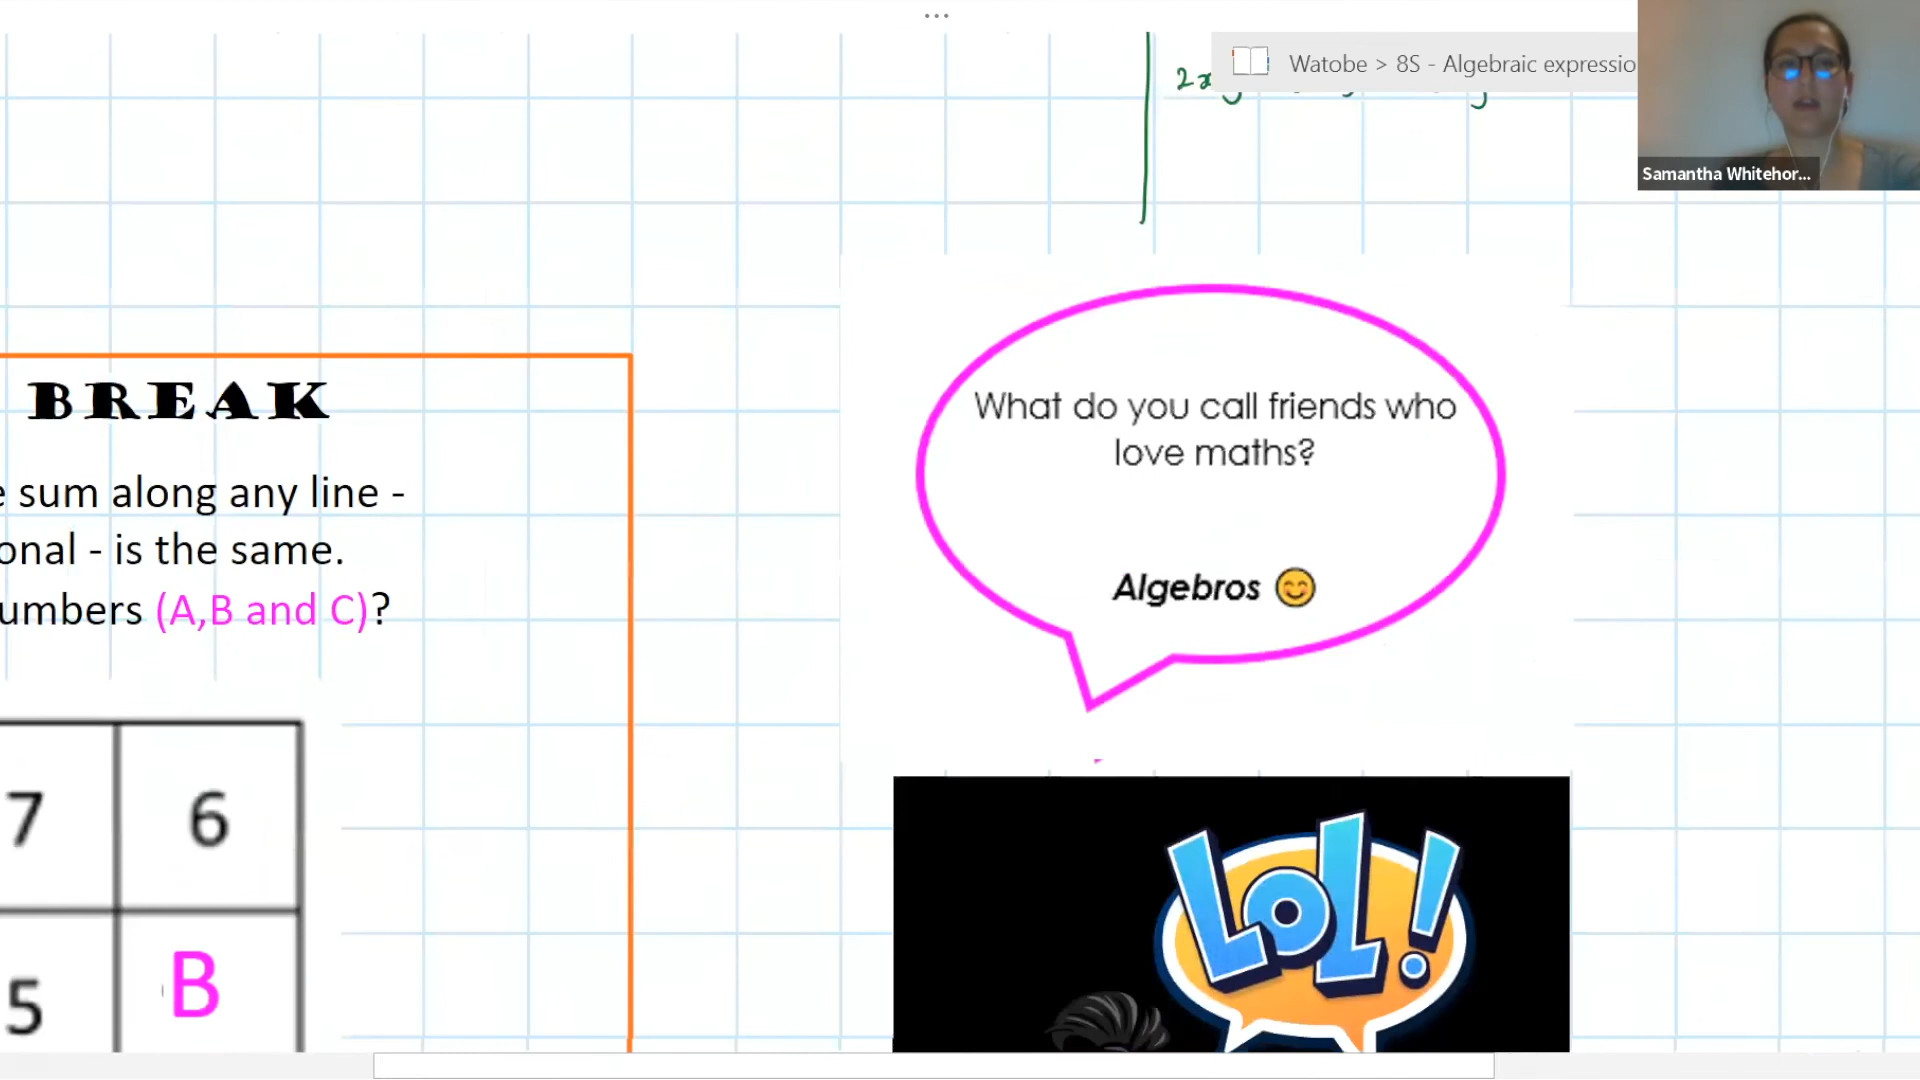 ...
Watobe > 8S - Algebraic expressio
Samantha Whitehor...
BREAK
e sum along any line -
onal - is the same.
umbers (A,B and C)?
7 6
5 B
What do you call friends who
love maths?
Algebros 😊
LOL!